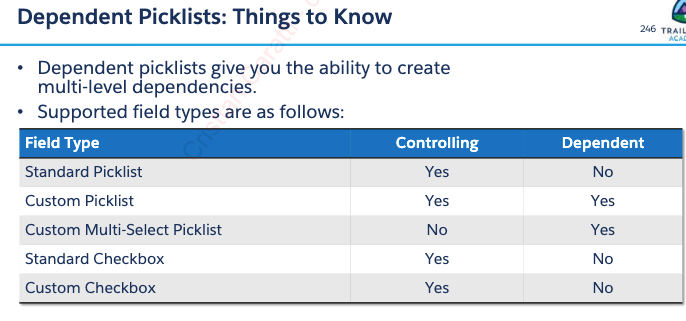 Dependent Picklists: Things to Know
246
TRAIL
ACAD
• Dependent picklists give you the ability to create
multi-level dependencies.
• Supported field types are as follows:
Field Type Controlling Dependent
Standard Picklist Yes No
Custom Picklist Yes Yes
Custom Multi-Select Picklist No Yes
Standard Checkbox Yes No
Custom Checkbox Yes No